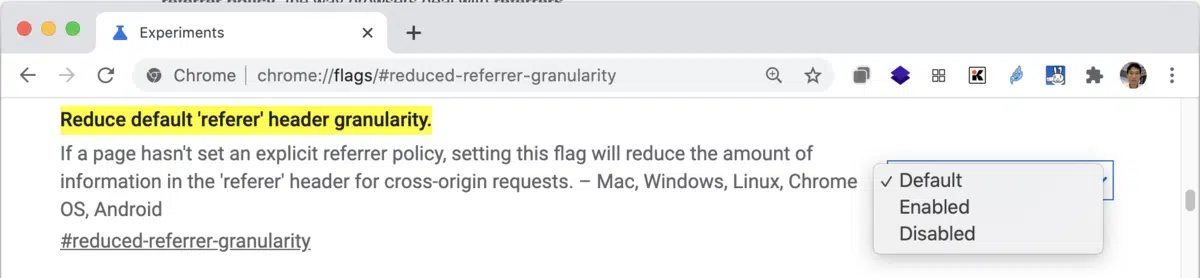 Experiments
Chrome chrome://flags/#reduced-referrer-granularity
Reduce default 'referer' header granularity.
If a page hasn't set an explicit referrer policy, setting this flag will reduce the amount of
information in the 'referer' header for cross-origin requests. – Mac, Windows, Linux, Chrome
OS, Android
#reduced-referrer-granularity
✓ Default
Enabled
Disabled